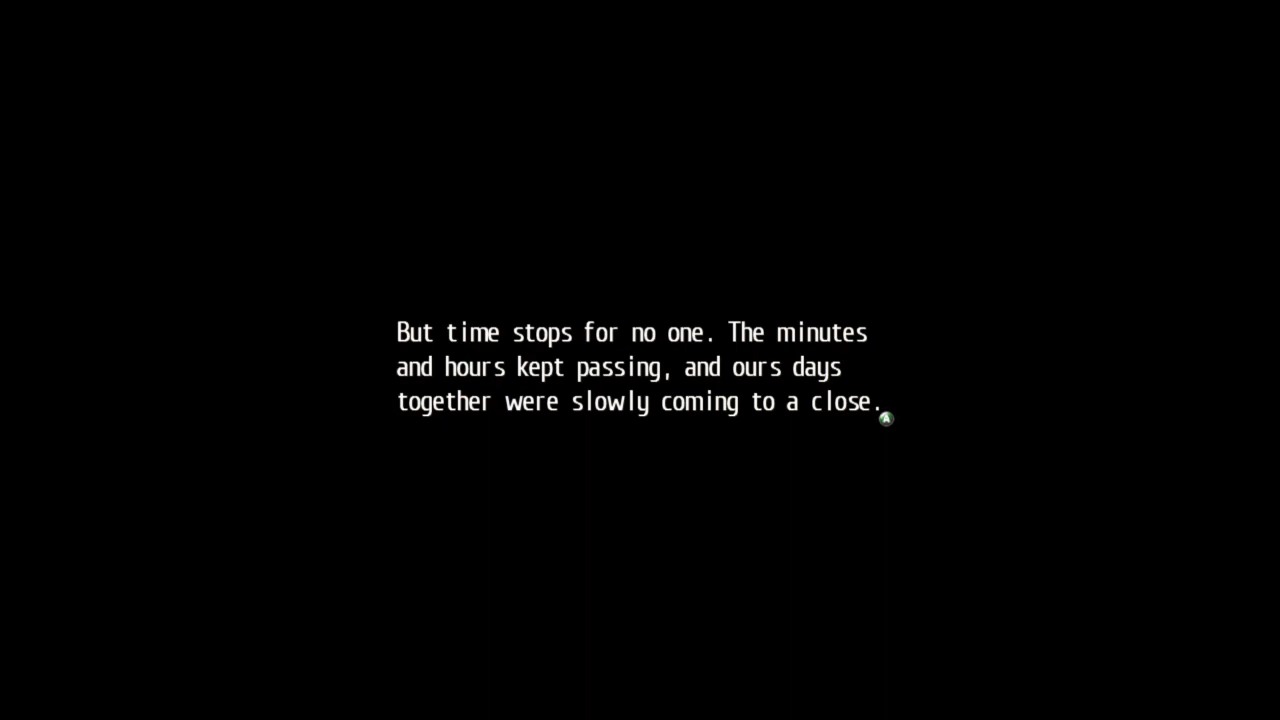 But time stops for no one. The minutes
and hours kept passing, and ours days
together were slowly coming to a close.
A